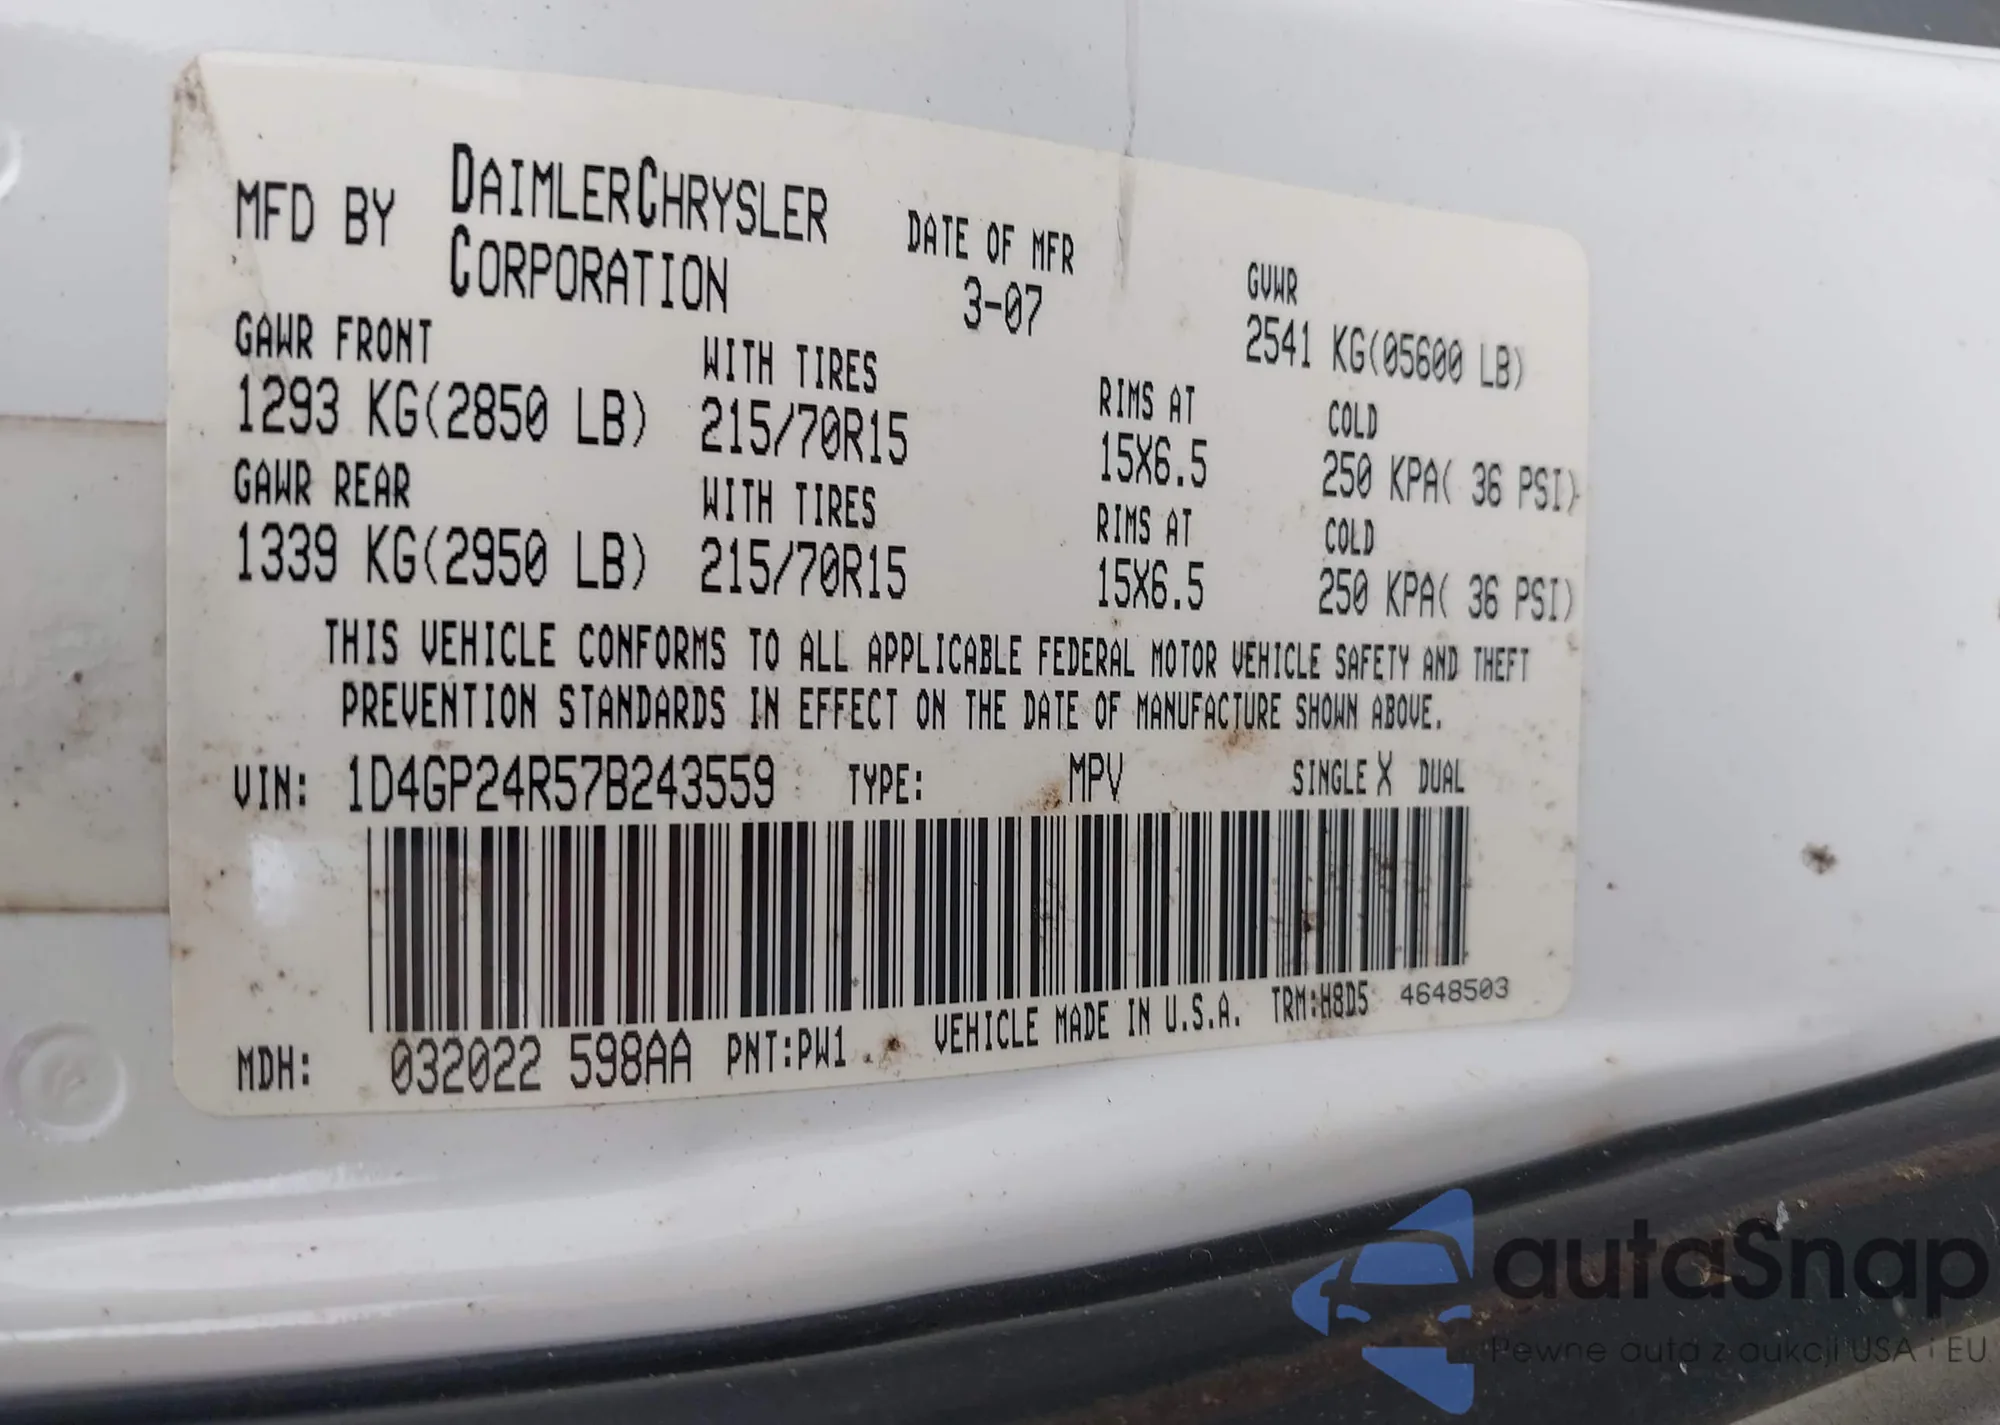 MFD BY DAIMLERCHRYSLER CORPORATION
DATE OF MFR 3-07
GVWR 2541 KG(05600 LB)
GAWR FRONT WITH TIRES RIMS AT COLD
1293 KG(2850 LB) 215/70R15 15X6.5 250 KPA( 36 PSI)
GAWR REAR WITH TIRES RIMS AT COLD
1339 KG(2950 LB) 215/70R15 15X6.5 250 KPA( 36 PSI)
THIS VEHICLE CONFORMS TO ALL APPLICABLE FEDERAL MOTOR VEHICLE SAFETY AND THEFT
PREVENTION STANDARDS IN EFFECT ON THE DATE OF MANUFACTURE SHOWN ABOVE.
VIN: 1D4GP24R57B243559 TYPE: MPV SINGLE X DUAL
MDH: 032022 598AA PNT:PW1 VEHICLE MADE IN U.S.A. TRM:H8D5 4648503
autaSnap
Pewne auta z aukcji USA i EU